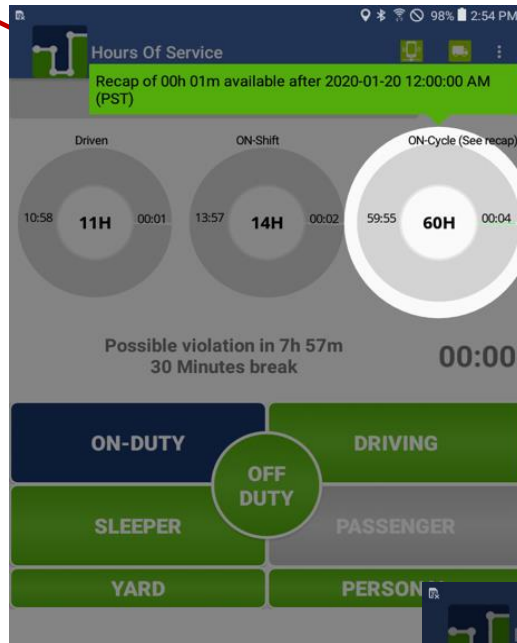 98% 2:54 PM
Hours Of Service
Recap of 00h 01m available after 2020-01-20 12:00:00 AM
(PST)
Driven ON-Shift ON-Cycle (See recap)
10:58 11H 00:01 13:57 14H 00:02 59:55 60H 00:04
Possible violation in 7h 57m
30 Minutes break
00:00
ON-DUTY DRIVING
OFF
DUTY
SLEEPER PASSENGER
YARD